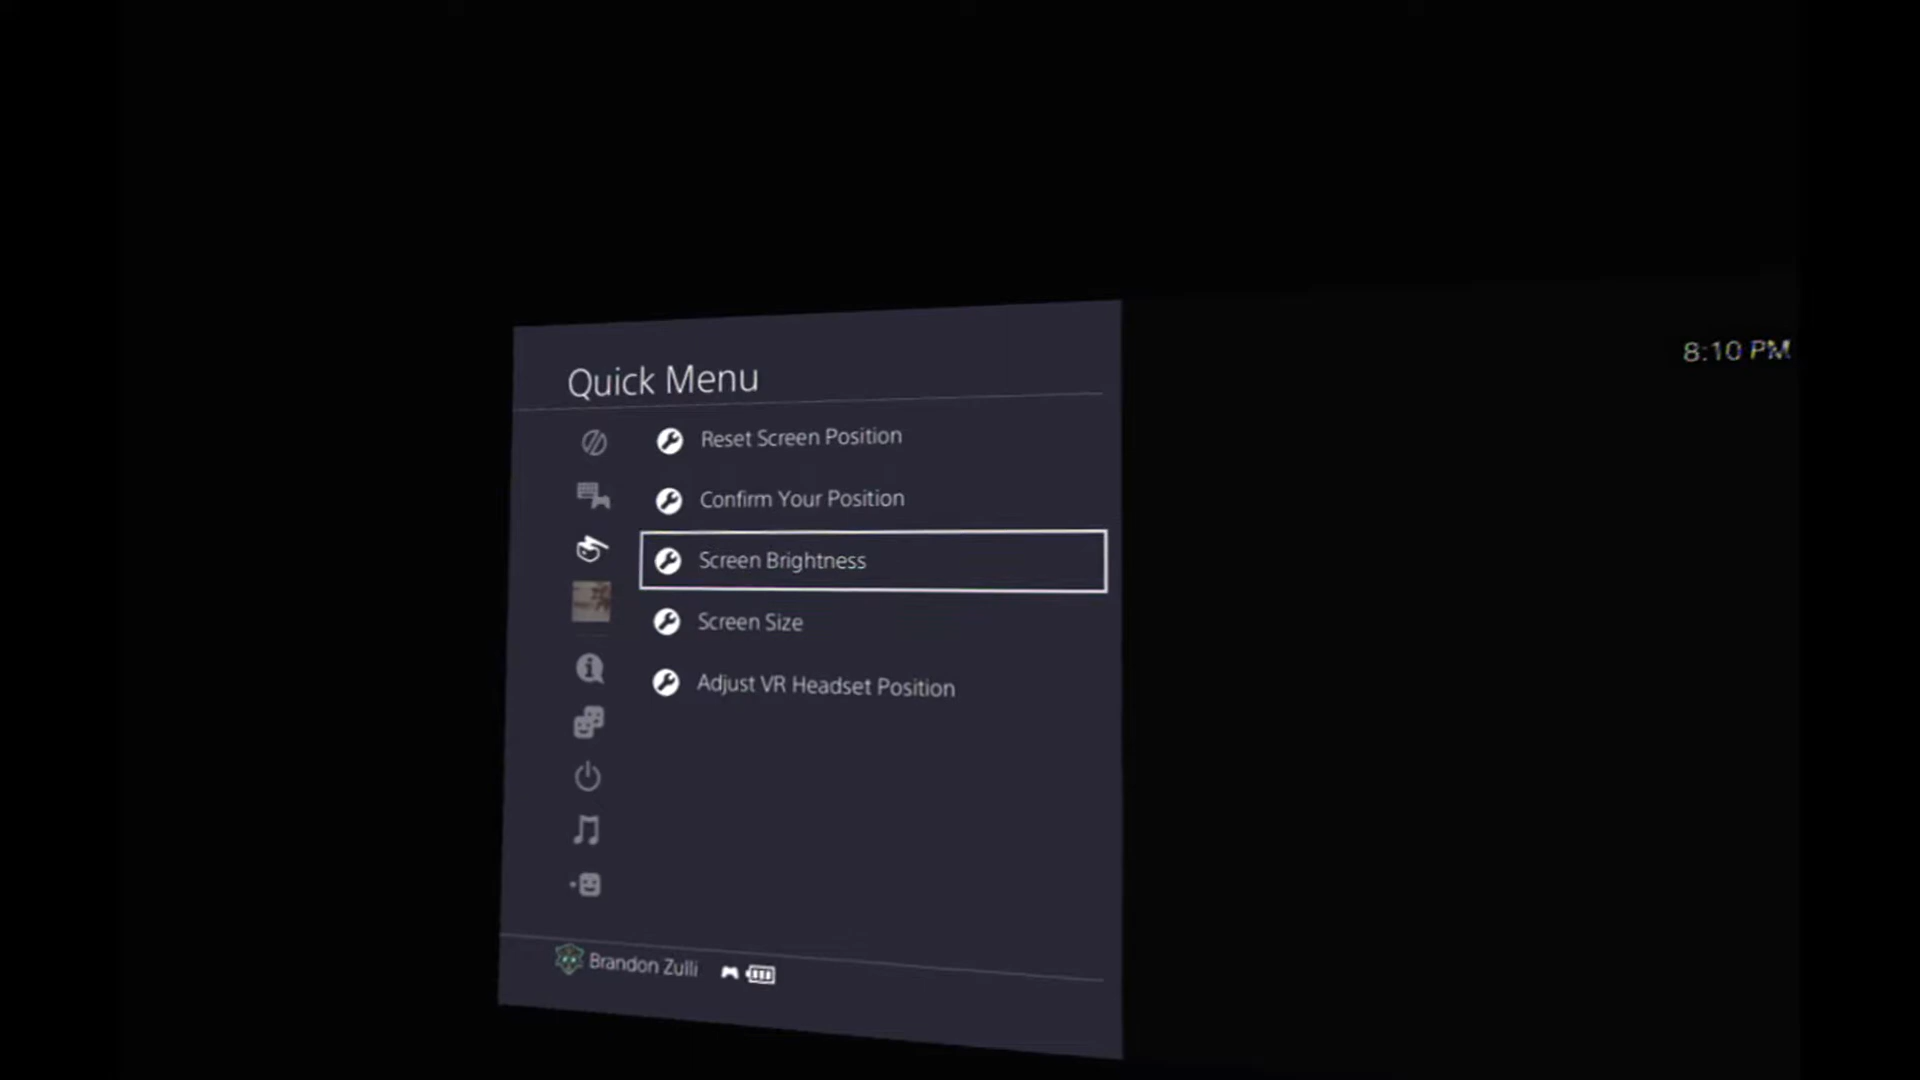 8:10 PM
Quick Menu
Reset Screen Position
Confirm Your Position
Screen Brightness
Screen Size
Adjust VR Headset Position
Brandon Zulli